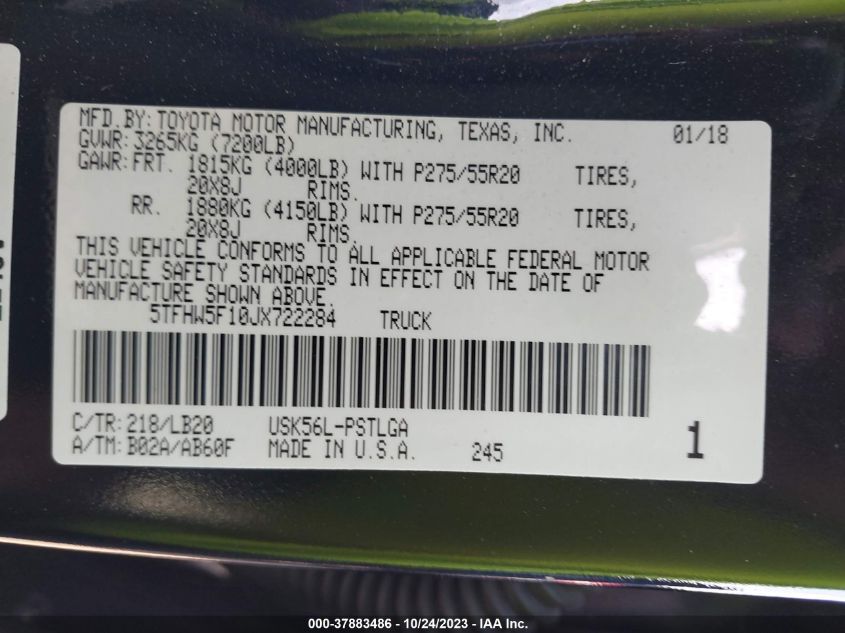 MFD.BY:TOYOTA MOTOR MANUFACTURING, TEXAS, INC. 01/18
GVWR:3265KG (7200LB)
GAWR:FRT. 1815KG (4000LB) WITH P275/55R20 TIRES,
20X8J RIMS.
RR. 1880KG (4150LB) WITH P275/55R20 TIRES,
20X8J RIMS.
THIS VEHICLE CONFORMS TO ALL APPLICABLE FEDERAL MOTOR
VEHICLE SAFETY STANDARDS IN EFFECT ON THE DATE OF
MANUFACTURE SHOWN ABOVE.
5TFHW5F10JX722284 TRUCK
C/TR:218/LB20 USK56L-PSTLGA
A/TM:B02A/AB60F MADE IN U.S.A. 245 1
000-37883486 - 10/24/2023 - IAA Inc.